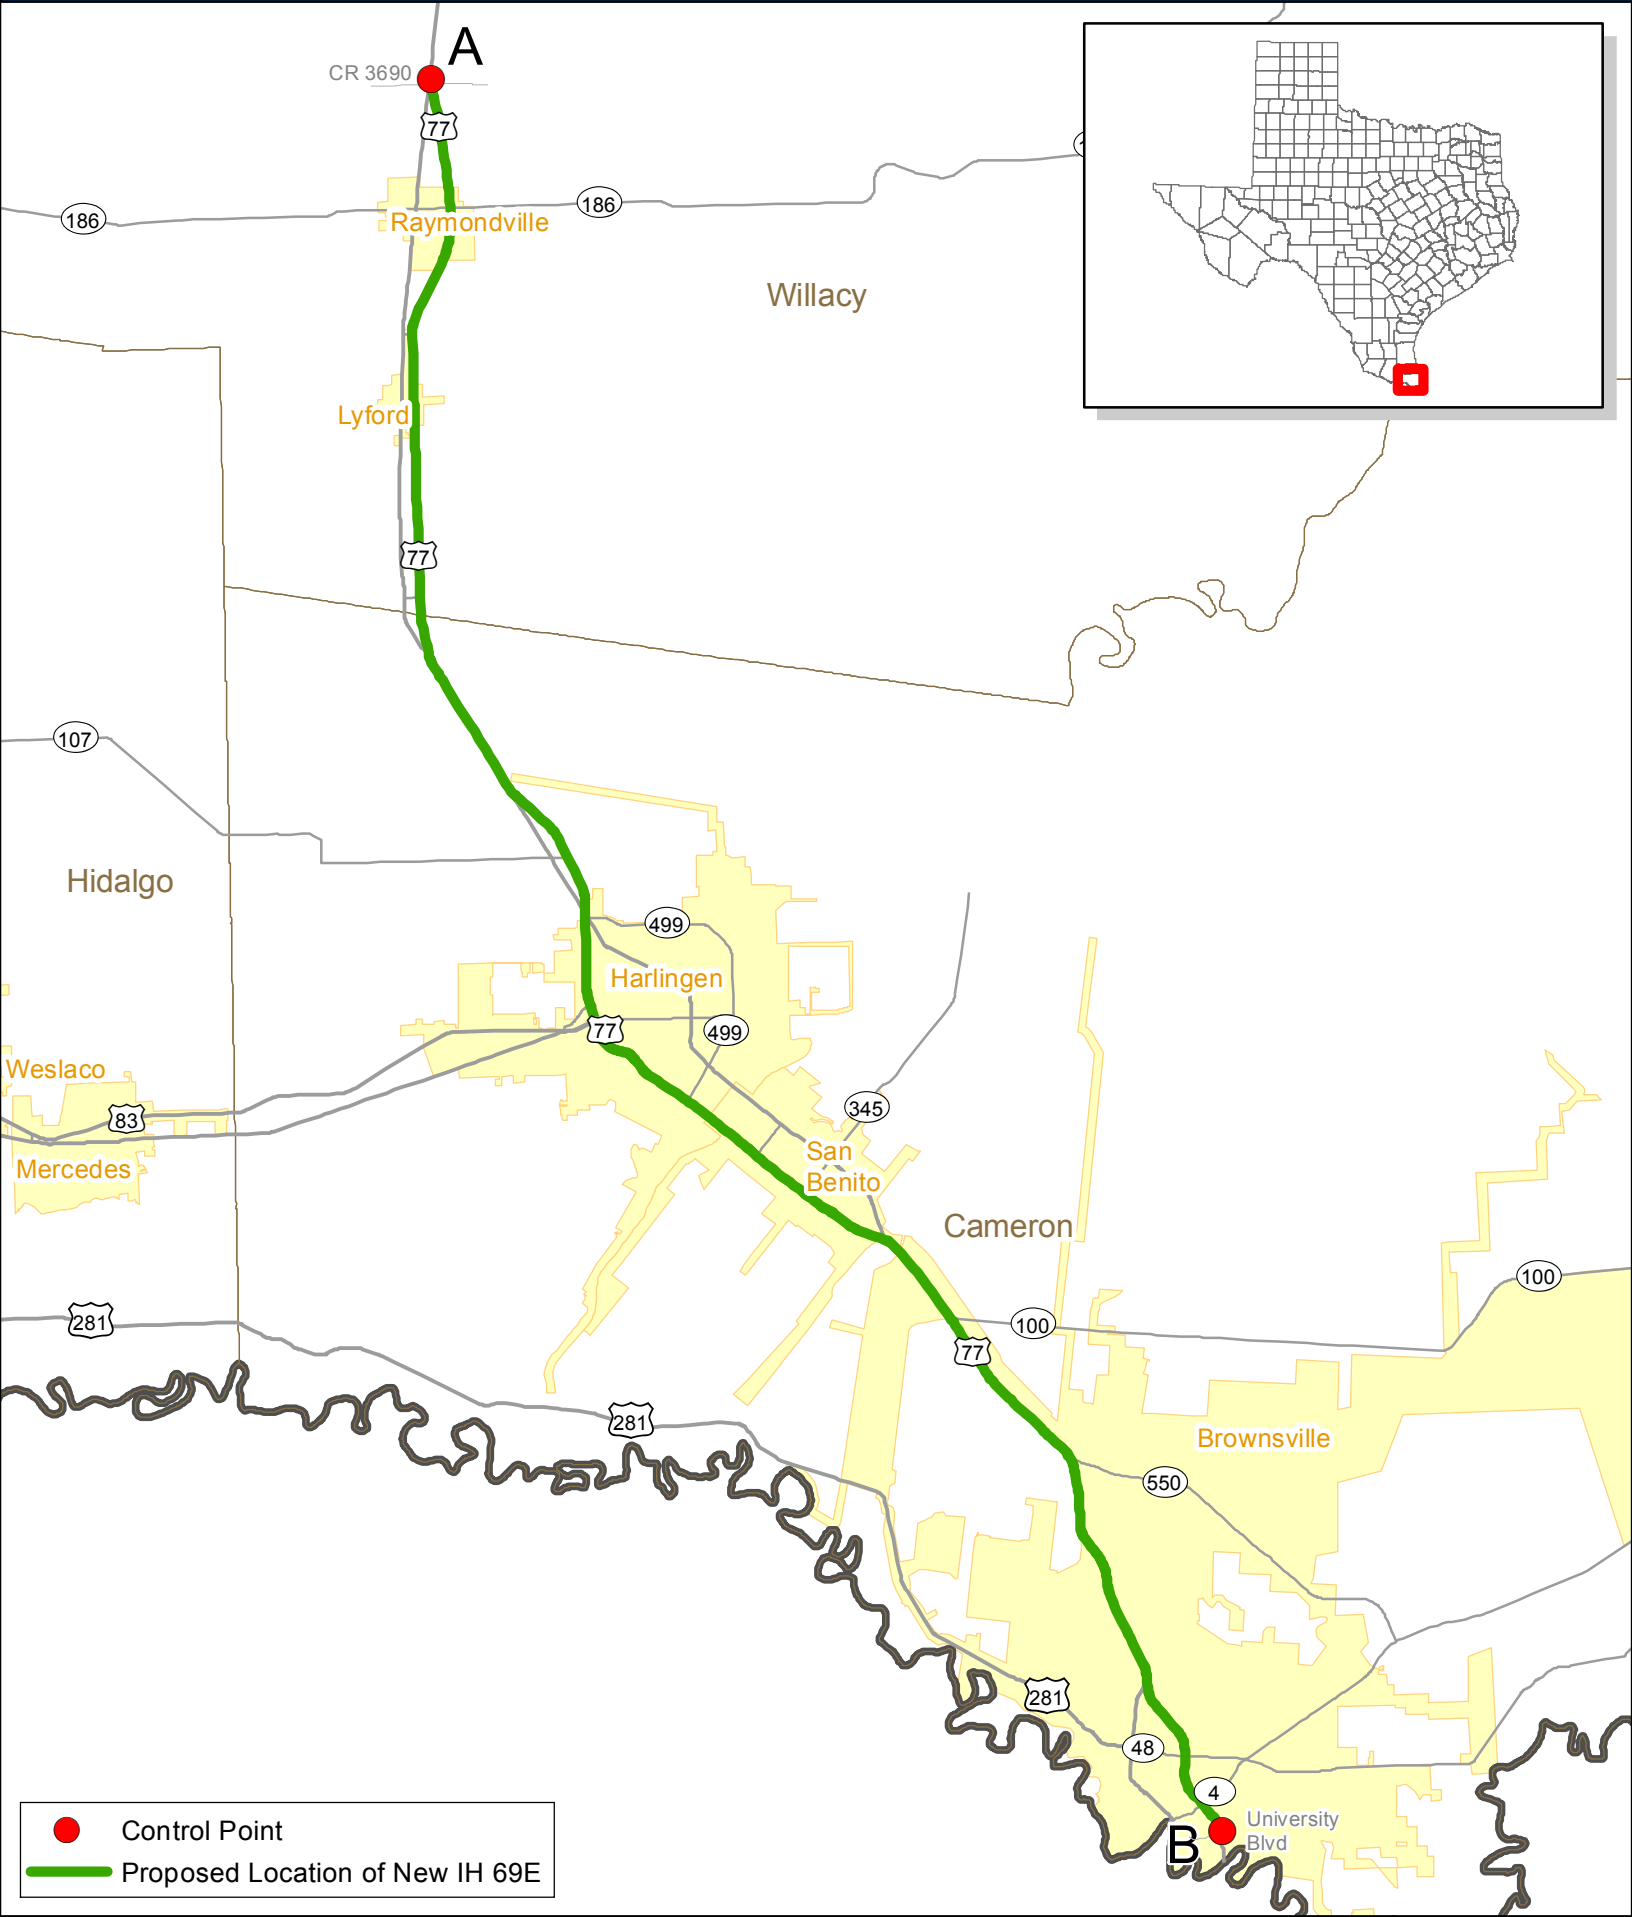 A
CR 3690
77
186
186
Raymondville
Willacy
Lyford
77
107
Hidalgo
499
Harlingen
77
499
Weslaco
83
345
Mercedes
San
Benito
Cameron
100
281
100
77
281
Brownsville
550
281
48
4
University
Blvd
B
Control Point
Proposed Location of New IH 69E